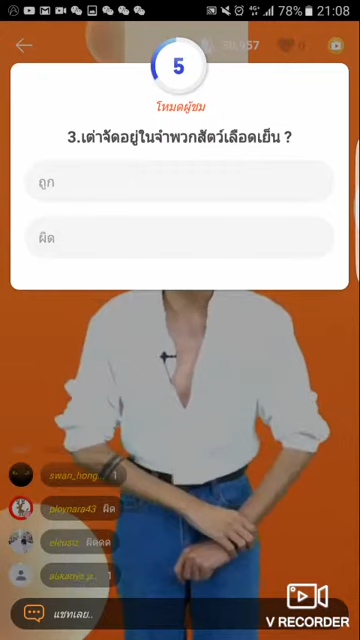 78% 21:08
5
โหมดผู้ชม
3.เต่าจัดอยู่ในจำพวกสัตว์เลือดเย็น ?
ถูก
ผิด
swan_hong... 1
ploynara43 ผิด
ผิดดด
1
แชทเลย..
V RECORDER